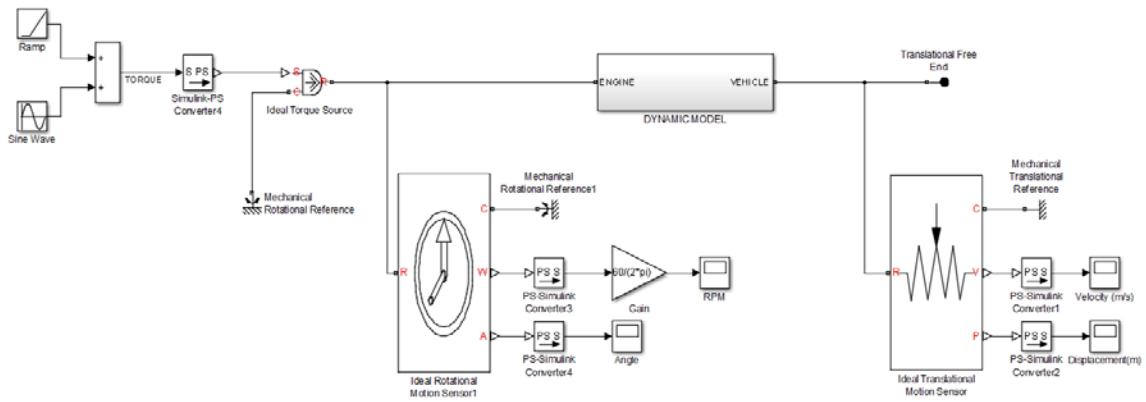 Ramp
+
+
TORQUE
Sine Wave
S PS
Simulink-PS
Converter4
S
C
R
Ideal Torque Source
Mechanical
Rotational Reference
ENGINE
VEHICLE
DYNAMIC MODEL
Translational Free
End
Mechanical
Rotational Reference1
C
R
W
A
Ideal Rotational
Motion Sensor1
PS S
PS-Simulink
Converter3
60/(2*pi)
Gain
RPM
PS S
PS-Simulink
Converter4
Angle
Mechanical
Translational
Reference
C
R
V
P
Ideal Translational
Motion Sensor
PS S
PS-Simulink
Converter1
Velocity (m/s)
PS S
PS-Simulink
Converter2
Displacement(m)